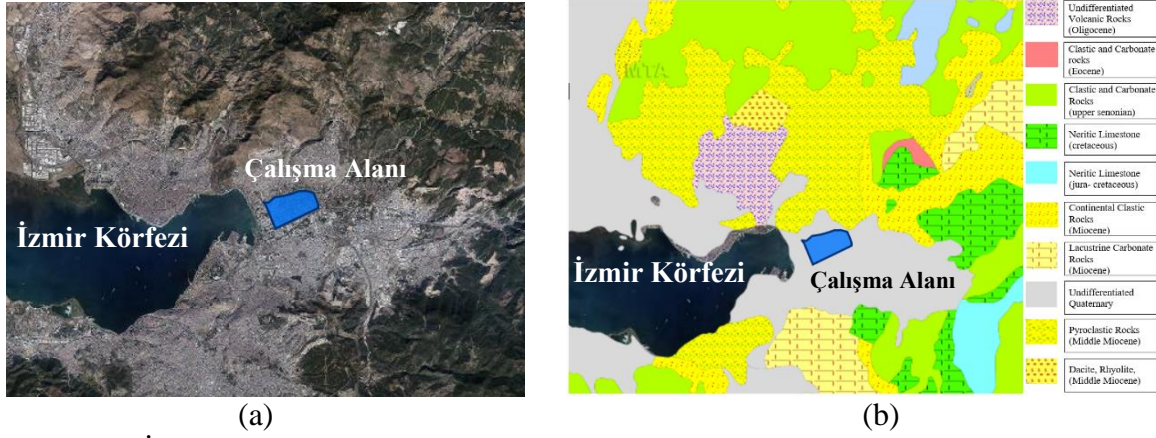 Çalışma Alanı
İzmir Körfezi
(a)
MTA
İzmir Körfezi
Çalışma Alanı
(b)
Undifferentiated
Volcanic Rocks
(Oligocene)
Clastic and Carbonate
rocks
(Eocene)
Clastic and Carbonate
Rocks
(upper senonian)
Neritic Limestone
(cretaceous)
Neritic Limestone
(jura- cretaceous)
Continental Clastic
Rocks
(Miocene)
Lacustrine Carbonate
Rocks
(Miocene)
Undifferentiated
Quaternary
Pyroclastic Rocks
(Middle Miocene)
Dacite, Rhyolite,
(Middle Miocene)